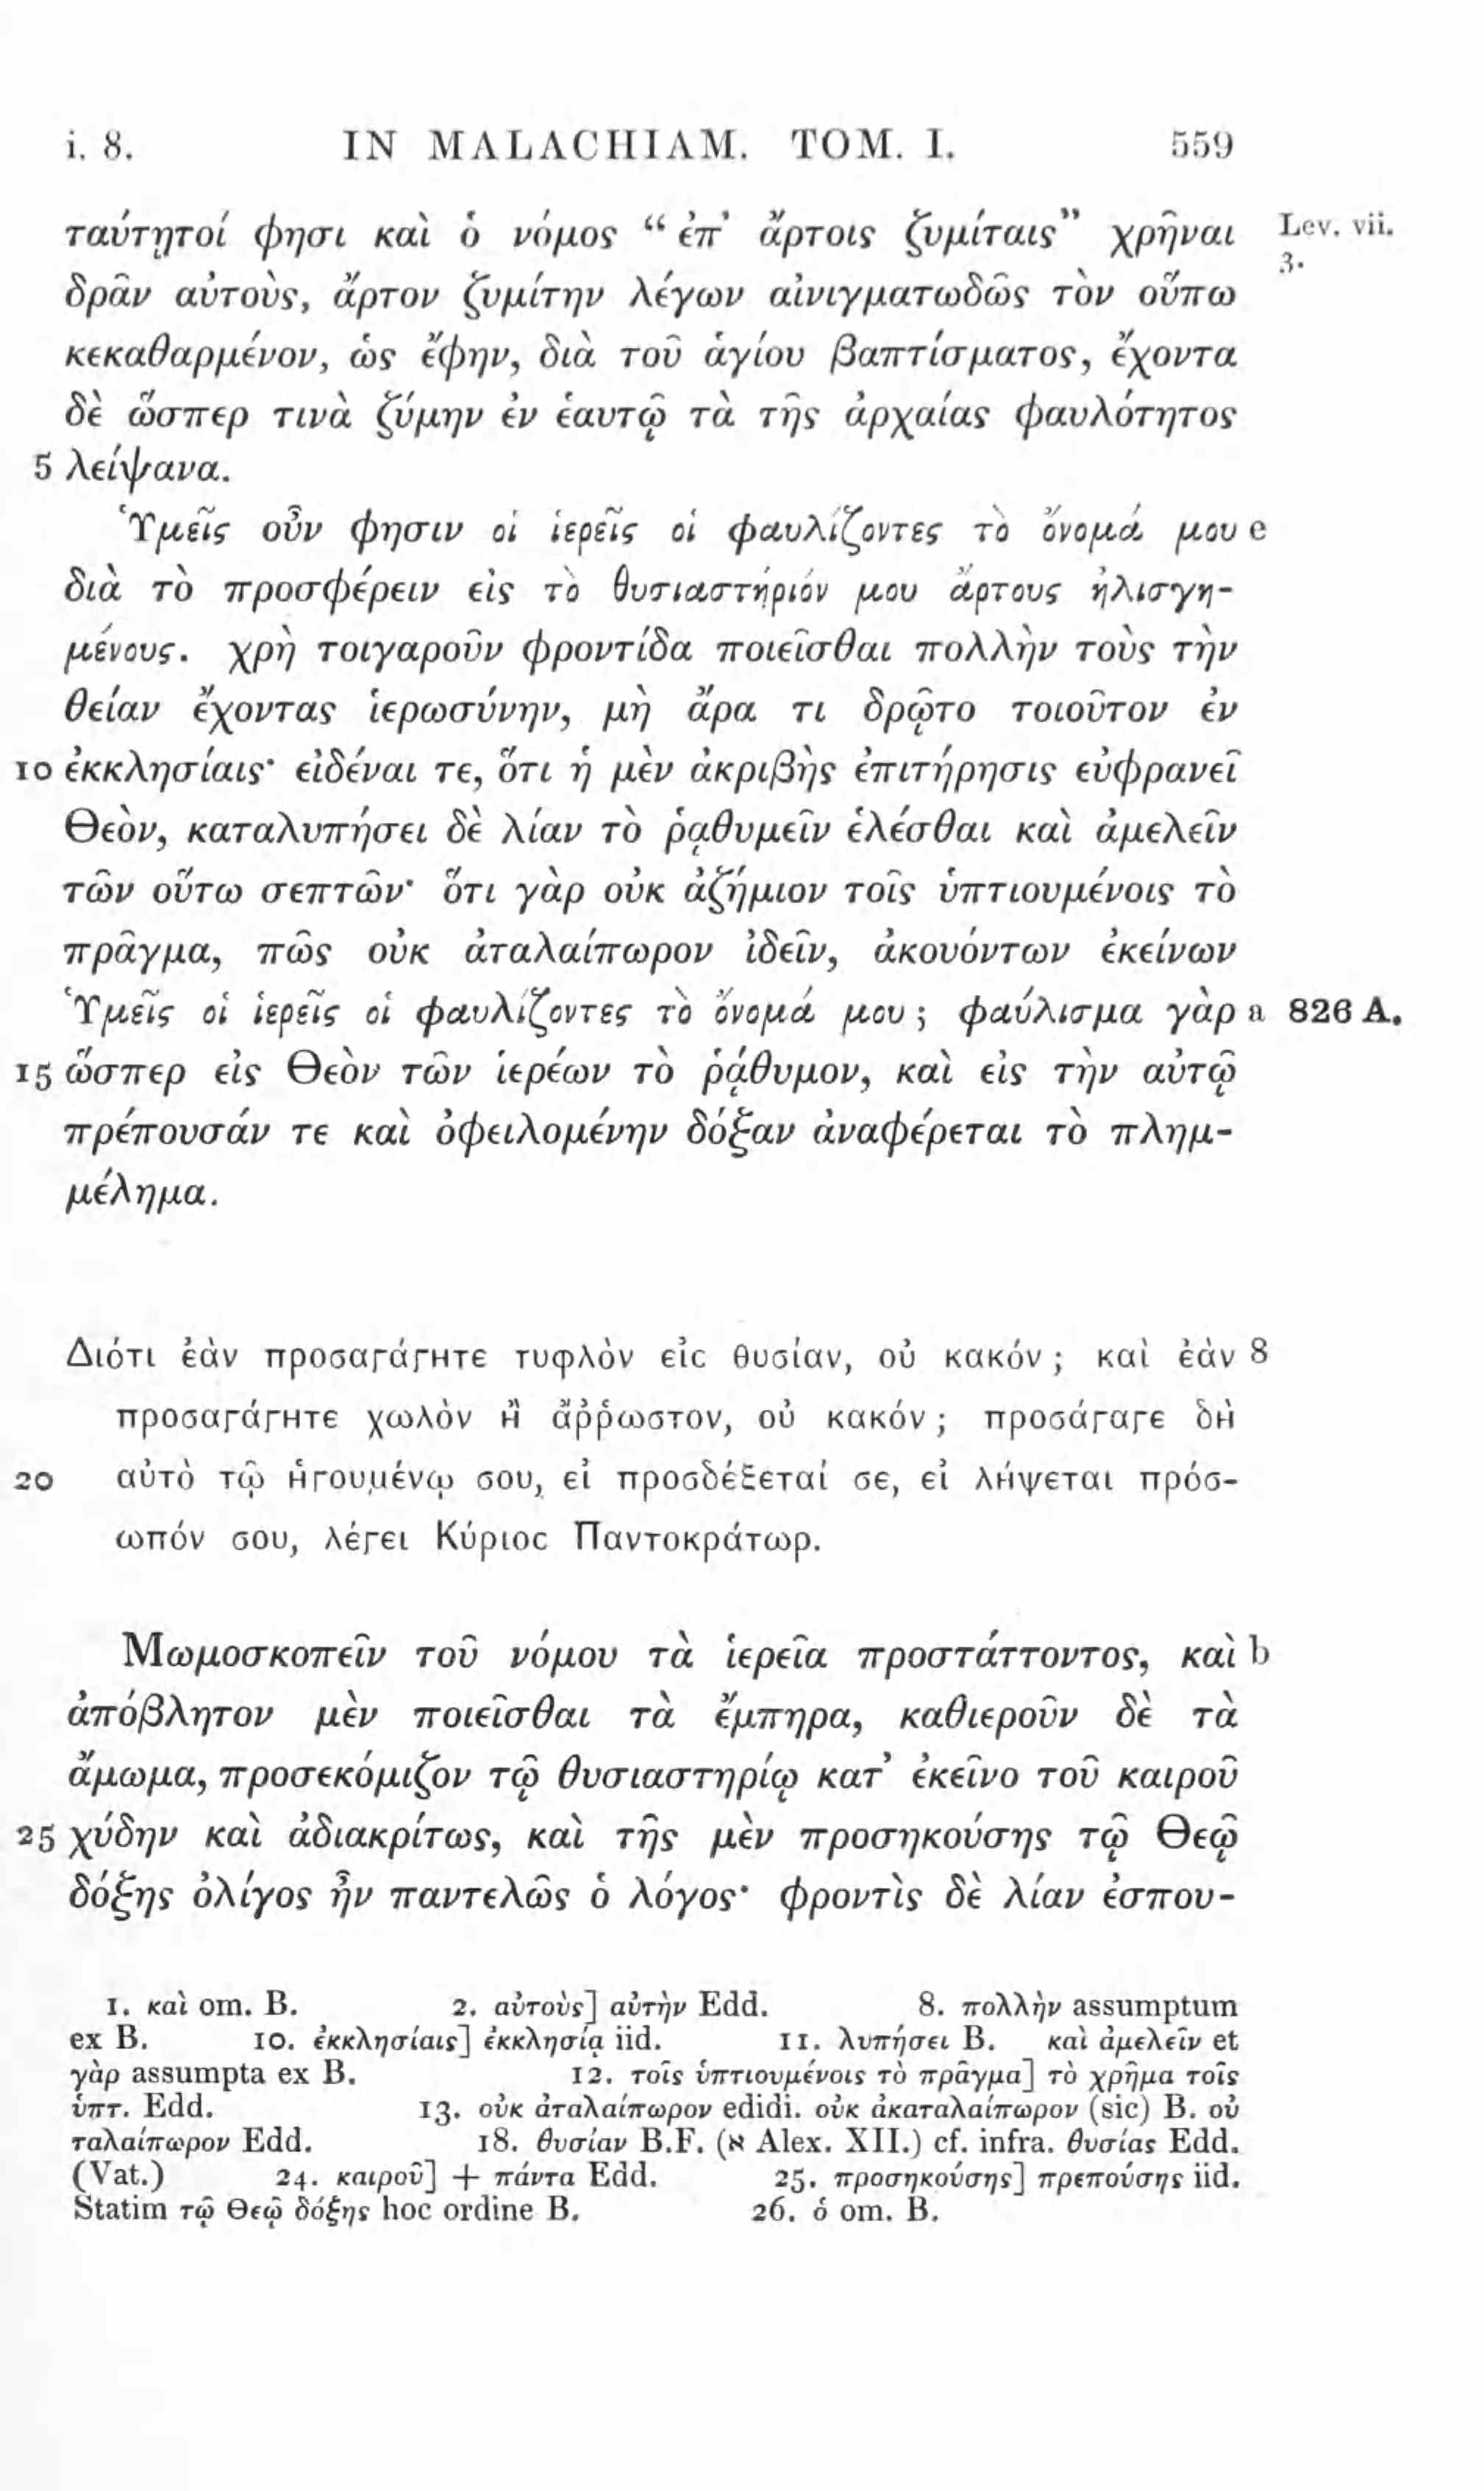 i. 8. IN MALACHIAM. TOM. I. 559
ταύτῃτοί φησι καὶ ὁ νόμος “ ἐπ᾽ ἄρτοις ζυμίταις” χρῆναι Lev. vii.
3.
δρᾶν αὐτοὺς, ἄρτον ζυμίτην λέγων αἰνιγματωδῶς τὸν οὔπω
κεκαθαρμένον, ὡς ἔφην, διὰ τοῦ ἁγίου βαπτίσματος, ἔχοντα
δὲ ὥσπερ τινὰ ζύμην ἐν ἑαυτῷ τὰ τῆς ἀρχαίας φαυλότητος
5 λείψανα.
Ὑμεῖς οὖν φησιν οἱ ἱερεῖς οἱ φαυλίζοντες τὸ ὄνομά μου e
διὰ τὸ προσφέρειν εἰς τὸ θυσιαστήριόν μου ἄρτους ἠλισγη-
μένους. χρὴ τοιγαροῦν φροντίδα ποιεῖσθαι πολλὴν τοὺς τὴν
θείαν ἔχοντας ἱερωσύνην, μὴ ἄρα τι δρῷτο τοιοῦτον ἐν
10 ἐκκλησίαις· εἰδέναι τε, ὅτι ἡ μὲν ἀκριβὴς ἐπιτήρησις εὐφρανεῖ
Θεὸν, καταλυπήσει δὲ λίαν τὸ ῥᾳθυμεῖν ἑλέσθαι καὶ ἀμελεῖν
τῶν οὕτω σεπτῶν· ὅτι γὰρ οὐκ ἀζήμιον τοῖς ὑπτιουμένοις τὸ
πρᾶγμα, πῶς οὐκ ἀταλαίπωρον ἰδεῖν, ἀκουόντων ἐκείνων
Ὑμεῖς οἱ ἱερεῖς οἱ φαυλίζοντες τὸ ὄνομά μου ; φαύλισμα γὰρ a 826 A.
15 ὥσπερ εἰς Θεὸν τῶν ἱερέων τὸ ῥᾴθυμον, καὶ εἰς τὴν αὐτῷ
πρέπουσάν τε καὶ ὀφειλομένην δόξαν ἀναφέρεται τὸ πλημ-
μέλημα.
Διότι ἐὰν προσαγάγητε τυφλὸν εἰς θυσίαν, οὐ κακόν ; καὶ ἐὰν 8
προσαγάγητε χωλὸν ἢ ἄῤῥωστον, οὐ κακόν ; προσάγαγε δὴ
20 αὐτὸ τῷ ἡγουμένῳ σου, εἰ προσδέξεταί σε, εἰ λήψεται πρόσ-
ωπόν σου, λέγει Κύριος Παντοκράτωρ.
Μωμοσκοπεῖν τοῦ νόμου τὰ ἱερεῖα προστάττοντος, καὶ b
ἀπόβλητον μὲν ποιεῖσθαι τὰ ἔμπηρα, καθιεροῦν δὲ τὰ
ἄμωμα, προσεκόμιζον τῷ θυσιαστηρίῳ κατ᾽ ἐκεῖνο τοῦ καιροῦ
25 χύδην καὶ ἀδιακρίτως, καὶ τῆς μὲν προσηκούσης τῷ Θεῷ
δόξης ὀλίγος ἦν παντελῶς ὁ λόγος· φροντὶς δὲ λίαν ἐσπου-
1. καὶ om. B. 2. αὐτοὺς] αὐτὴν Edd. 8. πολλὴν assumptum
ex B. 10. ἐκκλησίαις] ἐκκλησίᾳ iid. 11. λυπήσει B. καὶ ἀμελεῖν et
γὰρ assumpta ex B. 12. τοῖς ὑπτιουμένοις τὸ πρᾶγμα] τὸ χρῆμα τοῖς
ὑπτ. Edd. 13. οὐκ ἀταλαίπωρον edidi. οὐκ ἀκαταλαίπωρον (sic) B. οὐ
ταλαίπωρον Edd. 18. θυσίαν B.F. (א Alex. XII.) cf. infra. θυσίας Edd.
(Vat.) 24. καιροῦ] + πάντα Edd. 25. προσηκούσης] πρεπούσης iid.
Statim τῷ Θεῷ δόξης hoc ordine B. 26. ὁ om. B.